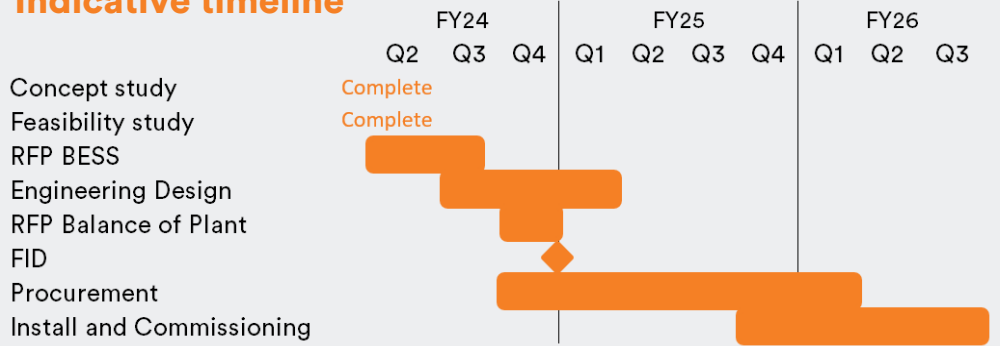 Indicative timeline
FY24 FY25 FY26
Q2 Q3 Q4 Q1 Q2 Q3 Q4 Q1 Q2 Q3
Concept study Complete
Feasibility study Complete
RFP BESS
Engineering Design
RFP Balance of Plant
FID
Procurement
Install and Commissioning